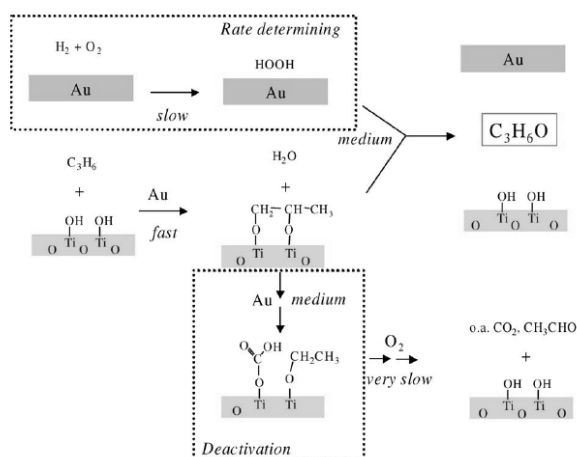 Rate determining
H₂ + O₂
HOOH
Au
Au
Au
slow
medium
C₃H₆O
C₃H₆
+
Au
fast
OH OH
Ti Ti
O O O
H₂O
+
CH₂-CH-CH₃
O O
Ti Ti
O O
OH OH
Ti Ti
O O O
Au medium
O OH
C
O
CH₂CH₃
O
Ti Ti
O O
O₂
very slow
o.a. CO₂, CH₃CHO
+
OH OH
Ti Ti
O O O
Deactivation